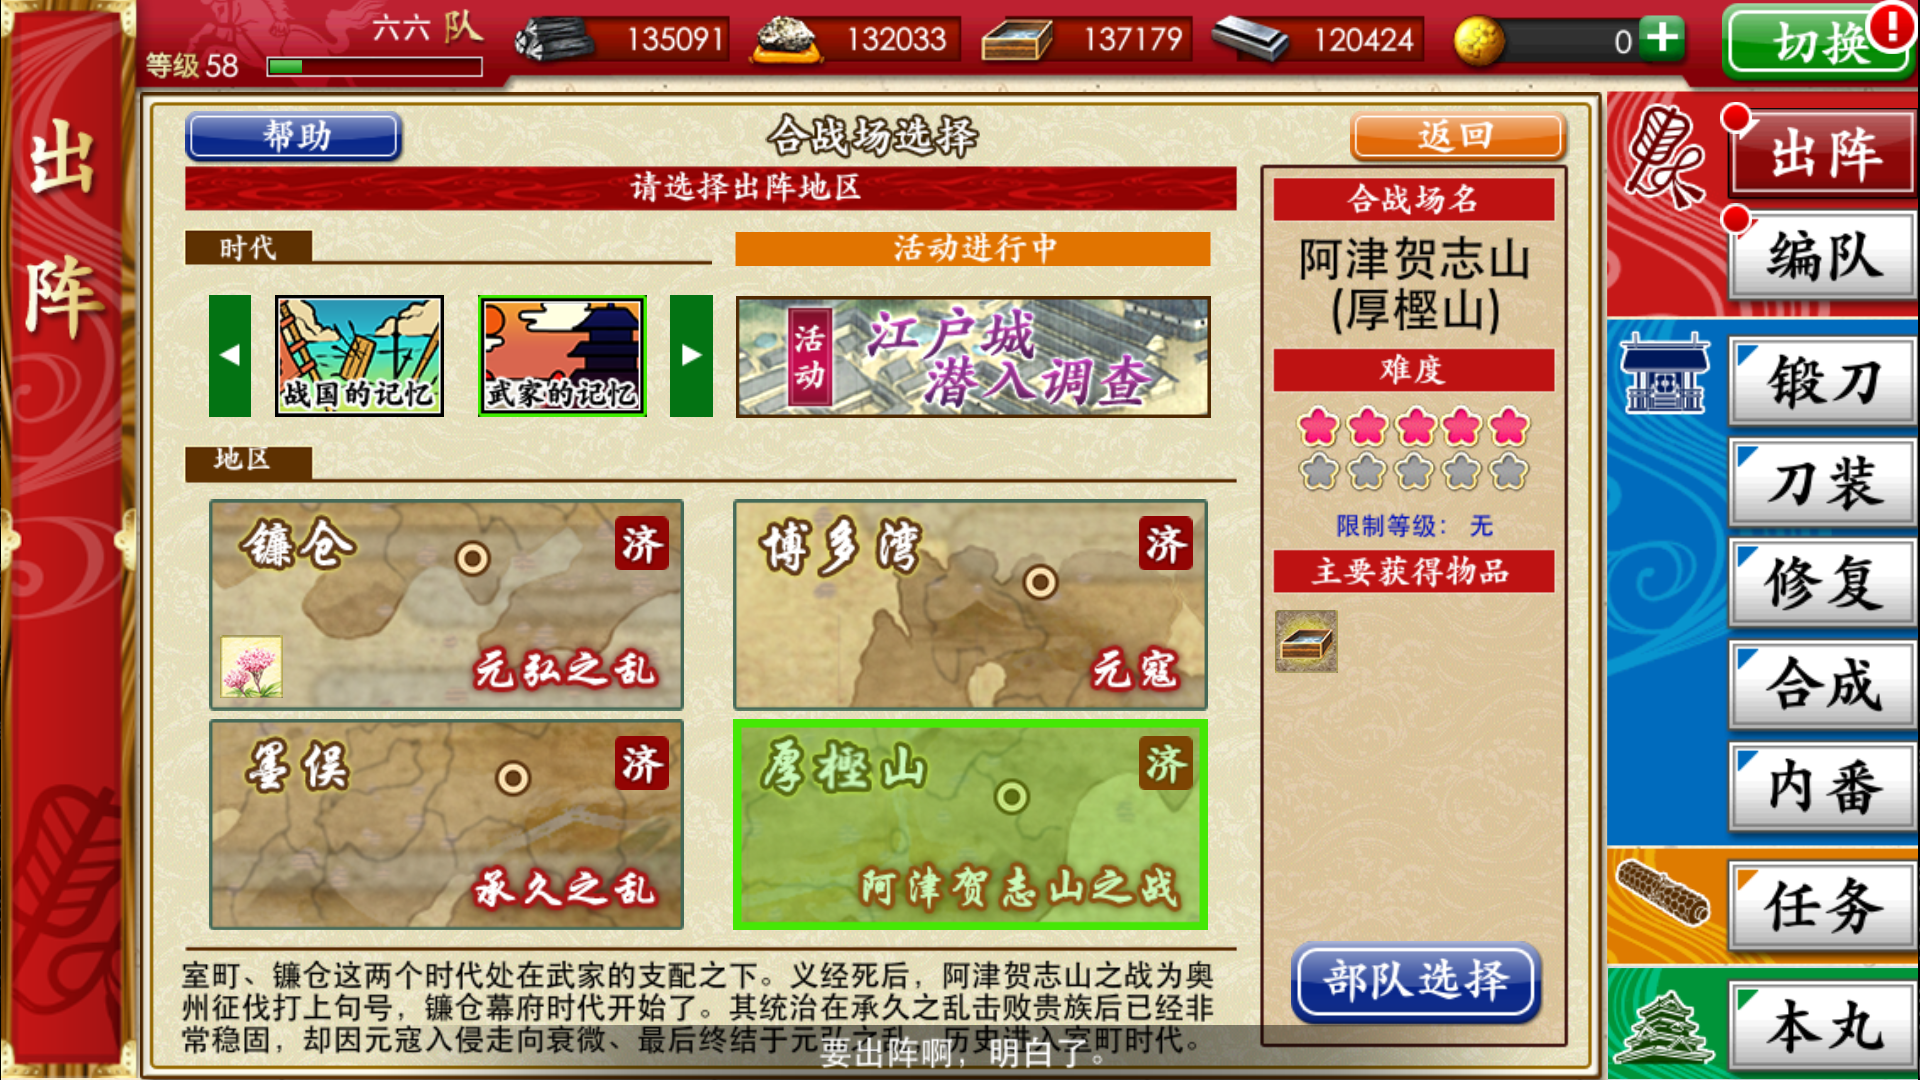 六六 队
等级 58
135091
132033
137179
120424
0
切换
出阵
帮助
合战场选择
返回
请选择出阵地区
时代
活动进行中
战国的记忆
武家的记忆
活动
江户城
潜入调查
地区
镰仓
济
元弘之乱
博多湾
济
元寇
墨俣
济
承久之乱
厚樫山
济
阿津贺志山之战
室町、镰仓这两个时代处在武家的支配之下。义经死后，阿津贺志山之战为奥
州征伐打上句号，镰仓幕府时代开始了。其统治在承久之乱击败贵族后已经非
常稳固，却因元寇入侵走向衰微、最后终结于元弘之乱，历史进入室町时代。
要出阵啊，明白了。
合战场名
阿津贺志山
(厚樫山)
难度
限制等级： 无
主要获得物品
部队选择
出阵
编队
锻刀
刀装
修复
合成
内番
任务
本丸